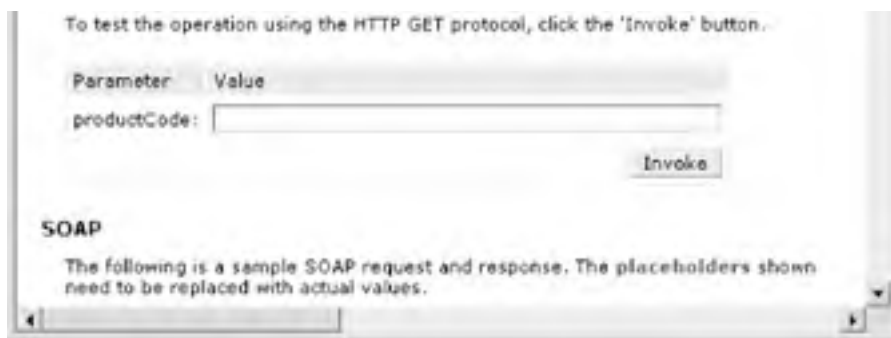 To test the operation using the HTTP GET protocol, click the 'Invoke' button.
Parameter Value
productCode:
Invoke
SOAP
The following is a sample SOAP request and response. The placeholders shown
need to be replaced with actual values.